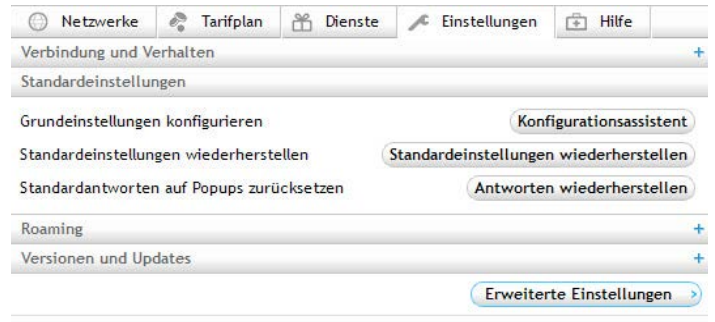 Netzwerke Tarifplan Dienste Einstellungen Hilfe
Verbindung und Verhalten +
Standardeinstellungen
Grundeinstellungen konfigurieren Konfigurationsassistent
Standardeinstellungen wiederherstellen Standardeinstellungen wiederherstellen
Standardantworten auf Popups zurücksetzen Antworten wiederherstellen
Roaming +
Versionen und Updates +
Erweiterte Einstellungen >